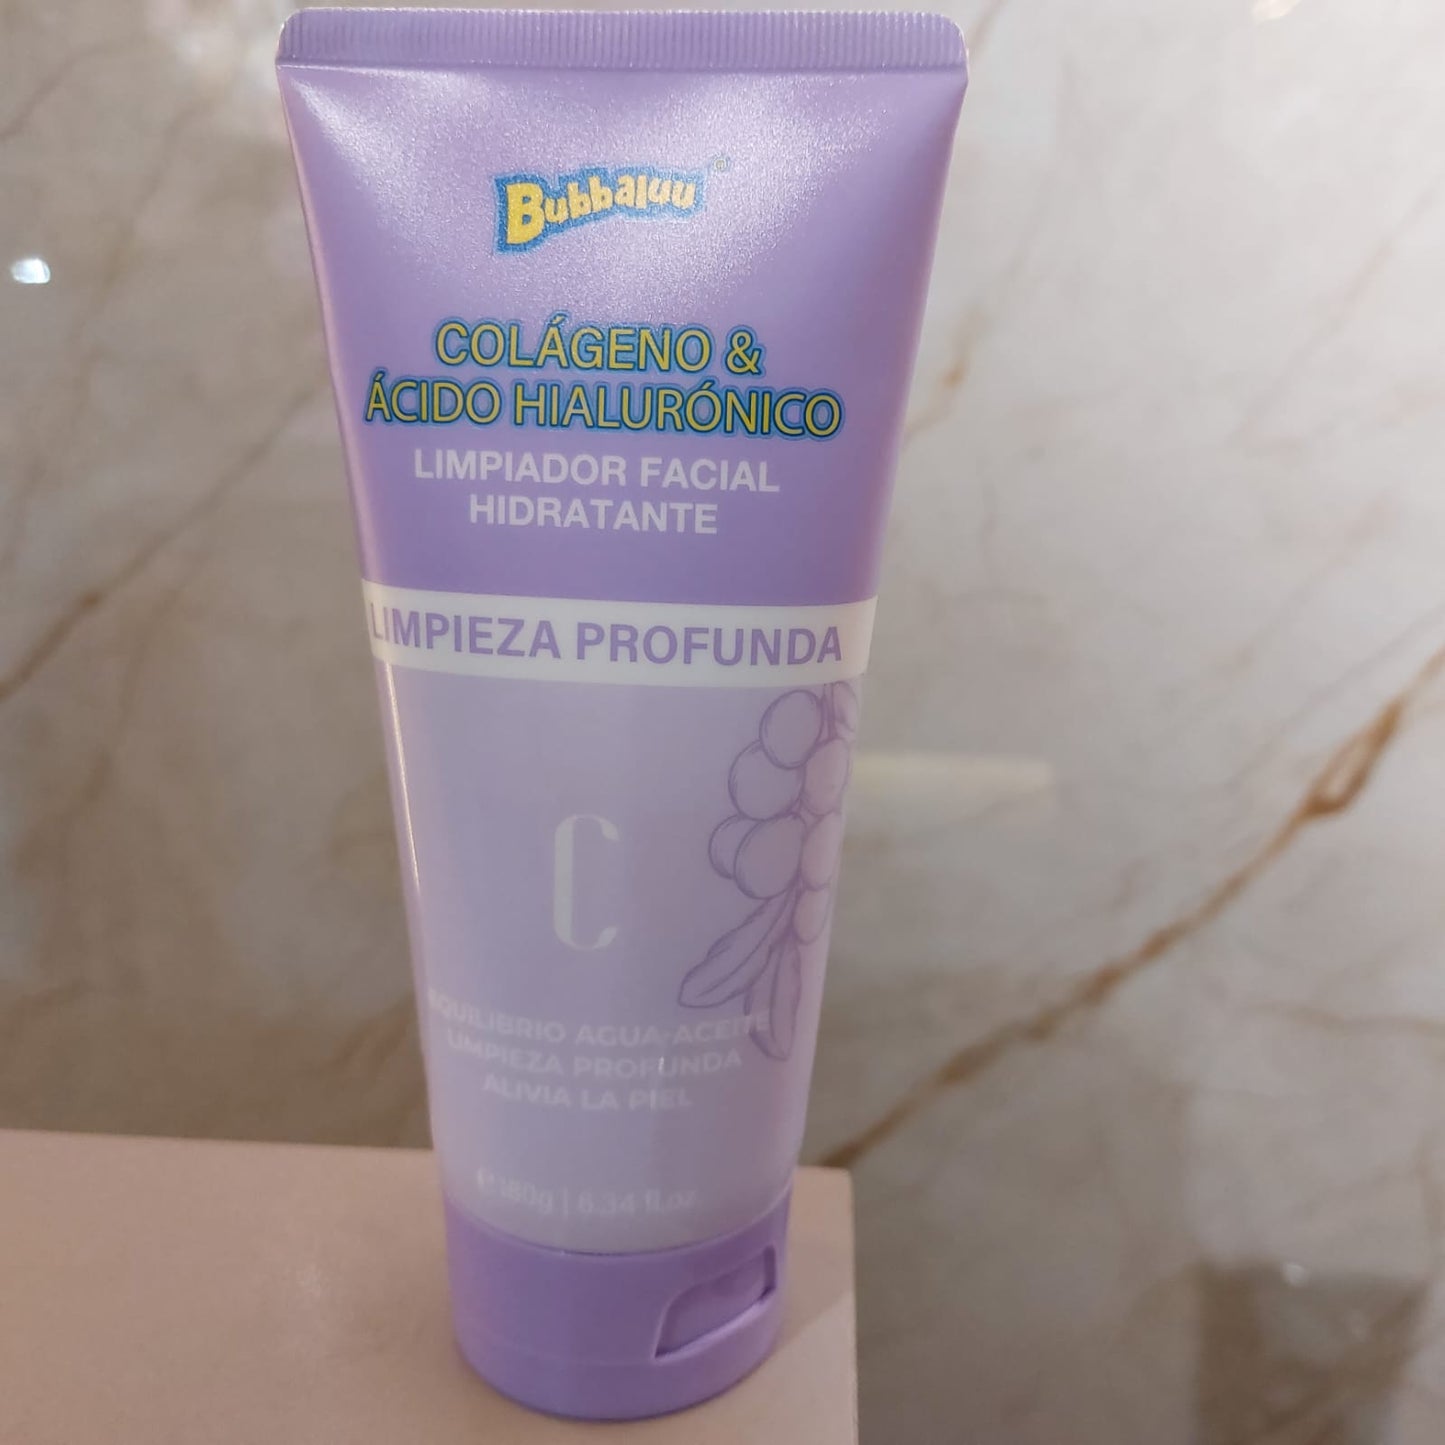 Bubbaluu ®
COLÁGENO &
ÁCIDO HIALURÓNICO
LIMPIADOR FACIAL
HIDRATANTE
LIMPIEZA PROFUNDA
C
EQUILIBRIO AGUA-ACEITE
LIMPIEZA PROFUNDA
ALIVIA LA PIEL
℮180g | 6.34 fl.oz